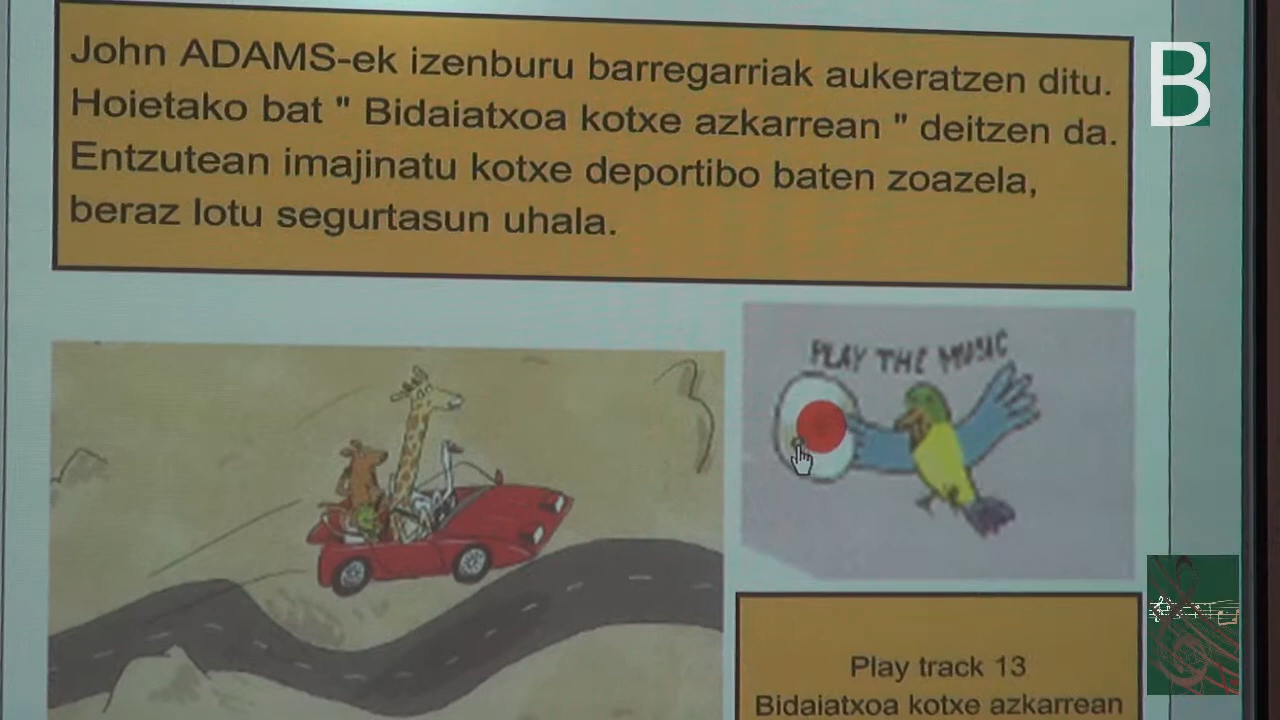 John ADAMS-ek izenburu barregarriak aukeratzen ditu.
Hoietako bat " Bidaiatxoa kotxe azkarrean " deitzen da.
Entzutean imajinatu kotxe deportibo baten zoazela,
beraz lotu segurtasun uhala.
B
PLAY THE MUSIC
Play track 13
Bidaiatxoa kotxe azkarrean